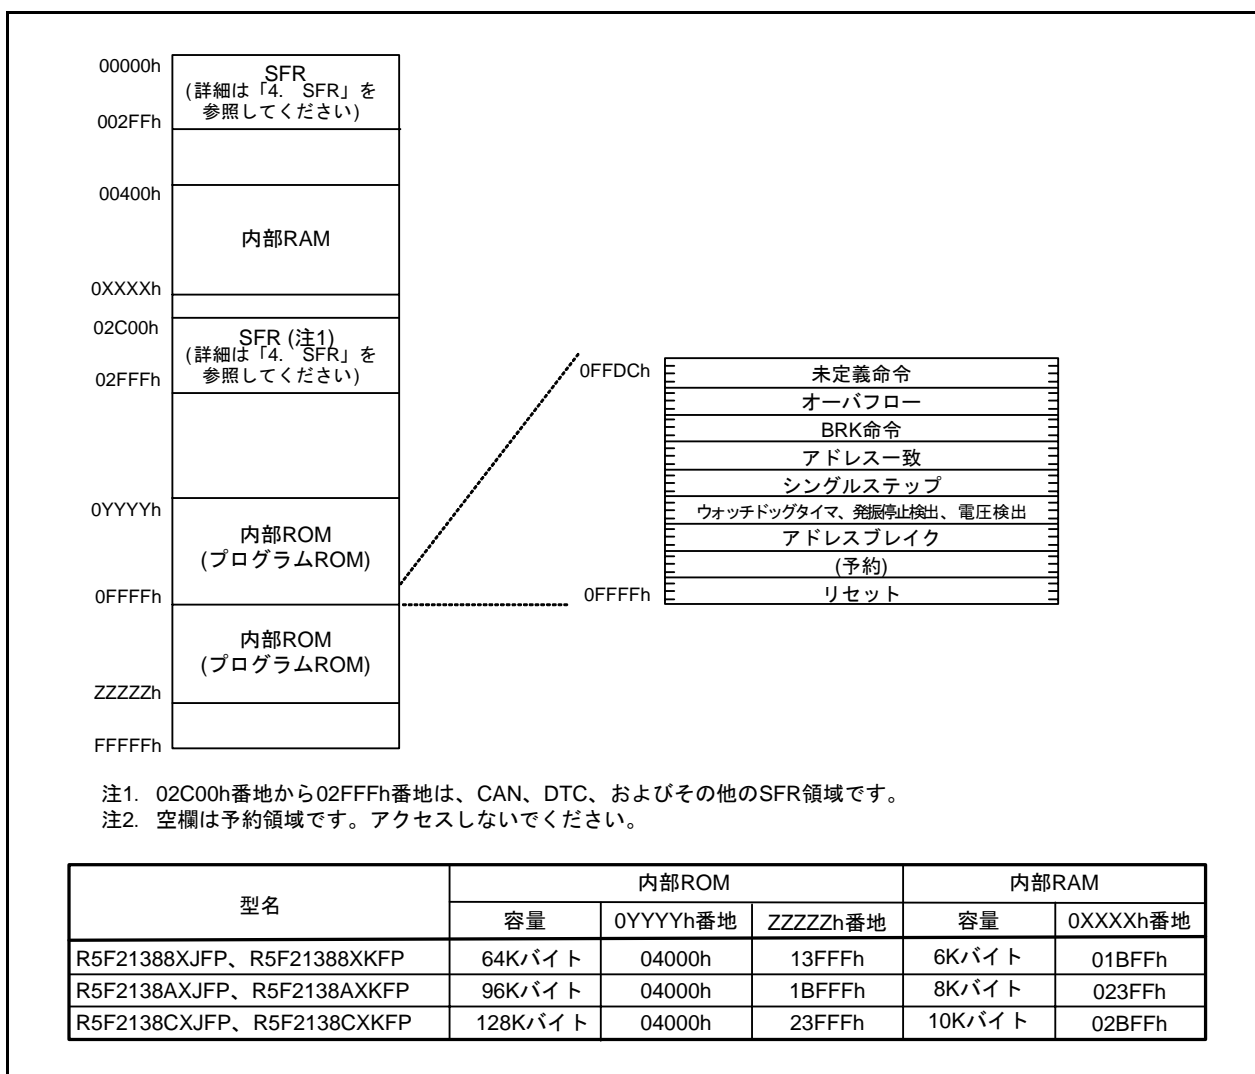 00000h
SFR
(詳細は「4. SFR」を
参照してください)
002FFh
00400h
内部RAM
0XXXXh
02C00h
SFR (注1)
(詳細は「4. SFR」を
参照してください)
02FFFh
0YYYYh
内部ROM
(プログラムROM)
0FFFFh
内部ROM
(プログラムROM)
ZZZZZh
FFFFFh
0FFDCh
未定義命令
オーバフロー
BRK命令
アドレス一致
シングルステップ
ウォッチドッグタイマ、発振停止検出、電圧検出
アドレスブレイク
(予約)
0FFFFh
リセット
注1. 02C00h番地から02FFFh番地は、CAN、DTC、およびその他のSFR領域です。
注2. 空欄は予約領域です。アクセスしないでください。
型名 内部ROM 内部RAM
容量 0YYYYh番地 ZZZZZh番地 容量 0XXXXh番地
R5F21388XJFP、R5F21388XKFP 64Kバイト 04000h 13FFFh 6Kバイト 01BFFh
R5F2138AXJFP、R5F2138AXKFP 96Kバイト 04000h 1BFFFh 8Kバイト 023FFh
R5F2138CXJFP、R5F2138CXKFP 128Kバイト 04000h 23FFFh 10Kバイト 02BFFh